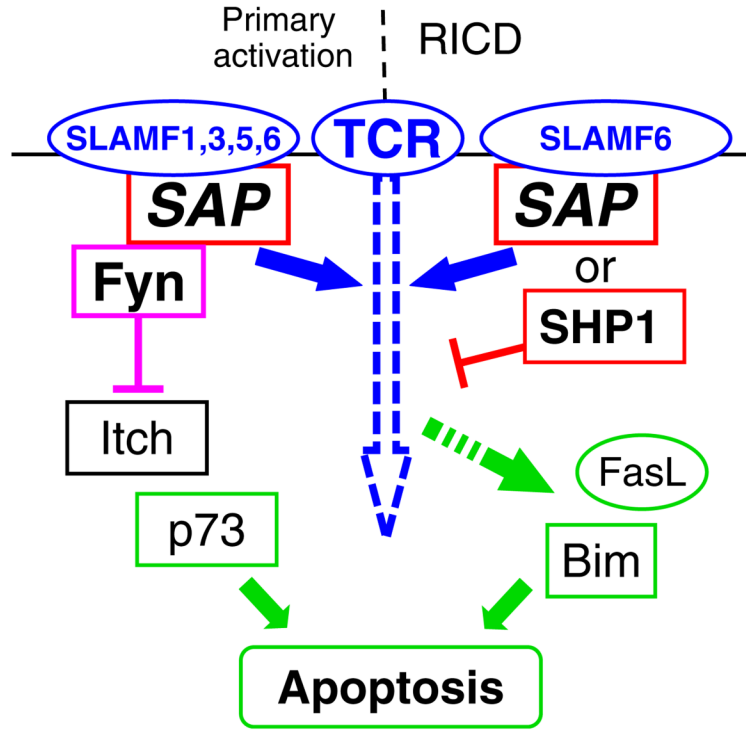 Primary
activation
RICD
SLAMF1,3,5,6
TCR
SLAMF6
SAP
SAP
Fyn
or
SHP1
Itch
FasL
p73
Bim
Apoptosis